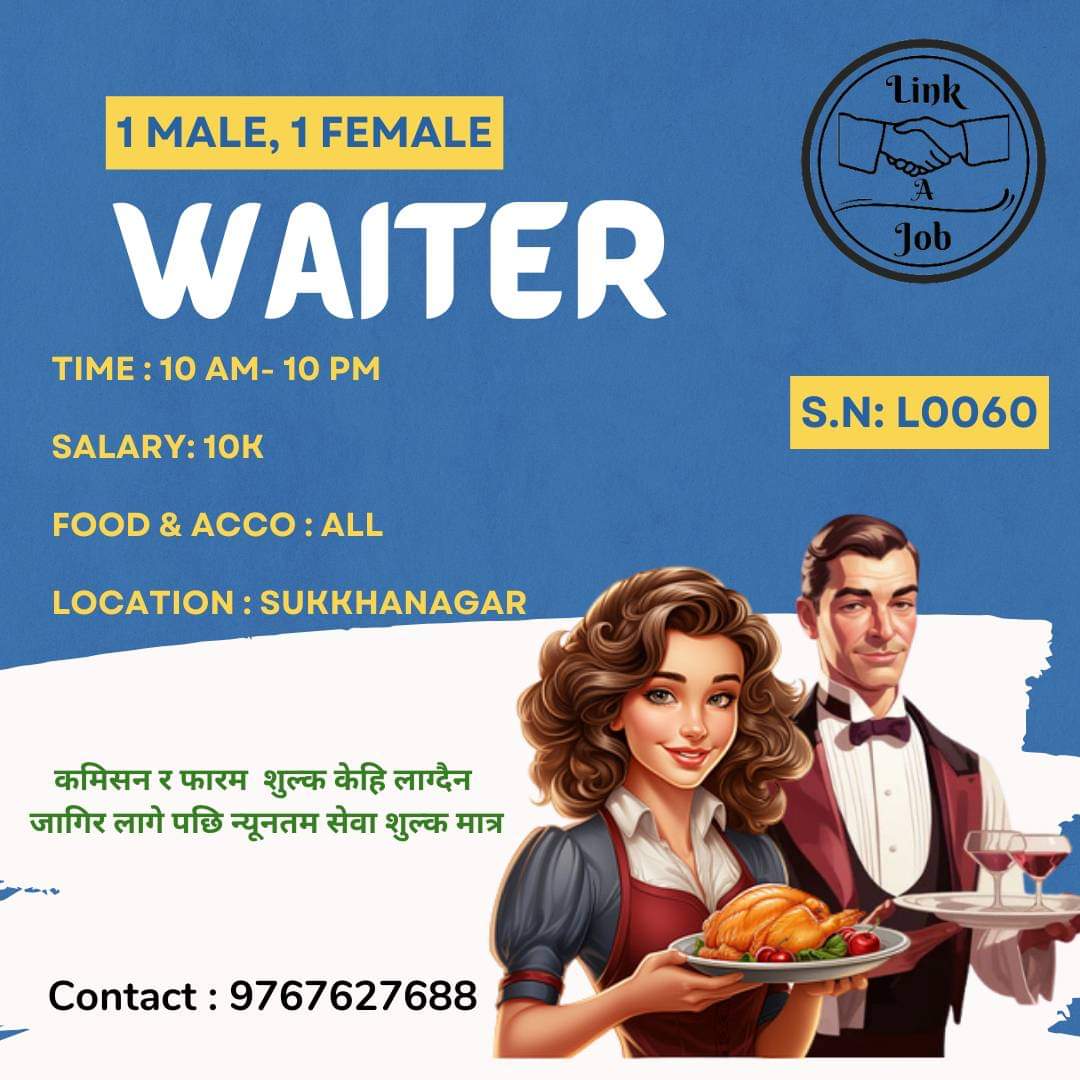 1 MALE, 1 FEMALE
WAITER
Link
A
Job
TIME : 10 AM- 10 PM
S.N: L0060
SALARY: 10K
FOOD & ACCO : ALL
LOCATION : SUKKHANAGAR
कमिसन र फारम शुल्क केहि लाग्दैन
जागिर लागे पछि न्यूनतम सेवा शुल्क मात्र
Contact : 9767627688